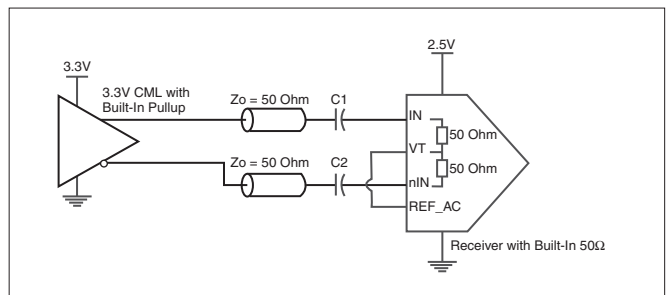 3.3V
3.3V CML with
Built-In Pullup
Zo = 50 Ohm
C1
Zo = 50 Ohm
C2
2.5V
IN
50 Ohm
VT
50 Ohm
nIN
REF_AC
Receiver with Built-In 50Ω